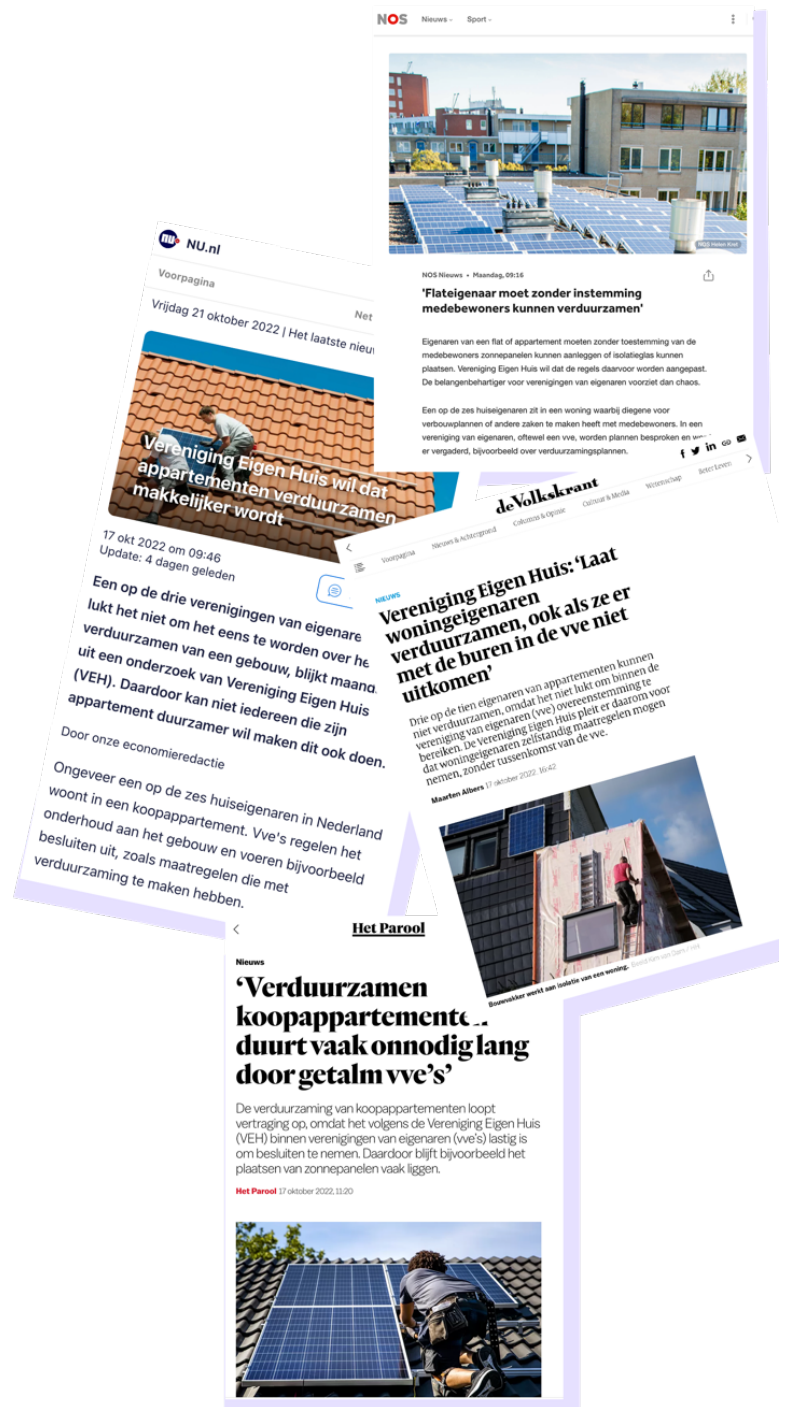 NOS
Nieuws
Sport
NOS Helen Krat
NOS Nieuws • Maandag, 09:16
'Flateigenaar moet zonder instemming
medebewoners kunnen verduurzamen'
Eigenaren van een flat of appartement moeten zonder toestemming van de
medebewoners zonnepanelen kunnen aanleggen of isolatieglas kunnen
plaatsen. Vereniging Eigen Huis wil dat de regels daarvoor worden aangepast.
De belangenbehartiger voor verenigingen van eigenaren voorziet dan chaos.
Een op de zes huiseigenaren zit in een woning waarbij diegene voor
verbouwplannen of andere zaken te maken heeft met medebewoners. In een
vereniging van eigenaren, oftewel een vve, worden plannen besproken en
er vergaderd, bijvoorbeeld over verduurzamingsplannen.
nu.
NU.nl
Voorpagina
Net
Vrijdag 21 oktober 2022 | Het laatste nieu
Vereniging Eigen Huis wil dat
appartementen verduurzamen
makkelijker wordt
17 okt 2022 om 09:46
Update: 4 dagen geleden
Een op de drie verenigingen van eigenare
lukt het niet om het eens te worden over he
verduurzamen van een gebouw, blijkt maand
uit een onderzoek van Vereniging Eigen Huis
(VEH). Daardoor kan niet iedereen die zijn
appartement duurzamer wil maken dit ook doen.
Door onze economieredactie
Ongeveer een op de zes huiseigenaren in Nederland
woont in een koopappartement. Vve's regelen het
onderhoud aan het gebouw en voeren bijvoorbeeld
besluiten uit, zoals maatregelen die met
verduurzaming te maken hebben.
de Volkskrant
Voorpagina
Nieuws & Achtergrond
Columns & Opinie
Cultuur & Media
Wetenschap
Beter Leven
NIEUWS
Vereniging Eigen Huis: ‘Laat
woningeigenaren
verduurzamen, ook als ze er
met de buren in de vve niet
uitkomen’
Drie op de tien eigenaren van appartementen kunnen
niet verduurzamen, omdat het niet lukt om binnen de
vereniging van eigenaren (vve) overeenstemming te
bereiken. De Vereniging Eigen Huis pleit er daarom voor
dat woningeigenaren zelfstandig maatregelen mogen
nemen, zonder tussenkomst van de vve.
Maarten Albers 17 oktober 2022, 16:42
Bouwvakker werkt aan isolatie van een woning.
Het Parool
Nieuws
‘Verduurzamen
koopappartementen
duurt vaak onnodig lang
door getalm vve’s’
De verduurzaming van koopappartementen loopt
vertraging op, omdat het volgens de Vereniging Eigen Huis
(VEH) binnen verenigingen van eigenaren (vve's) lastig is
om besluiten te nemen. Daardoor blijft bijvoorbeeld het
plaatsen van zonnepanelen vaak liggen.
Het Parool 17 oktober 2022, 11:20